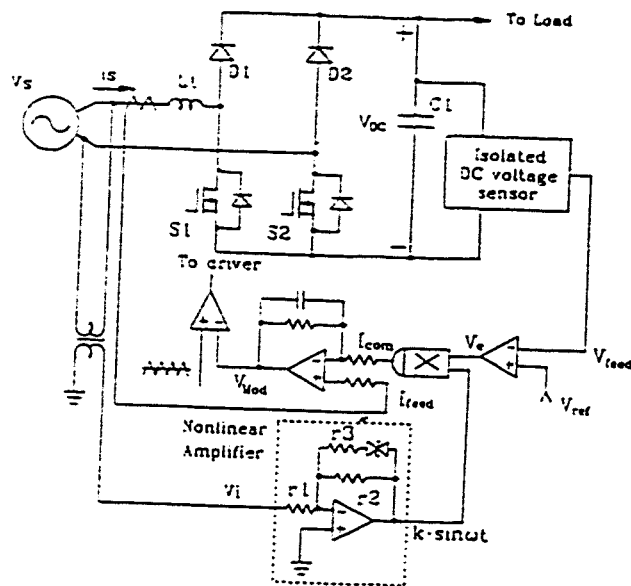 To Load
Vs
is
L1
D1
D2
C1
VDC
Isolated
DC voltage
sensor
S1
S2
To driver
Icom
Ve
Vfeed
VMod
Ifeed
Vref
Nonlinear
Amplifier
r3
Vi
r1
r2
k·sinωt